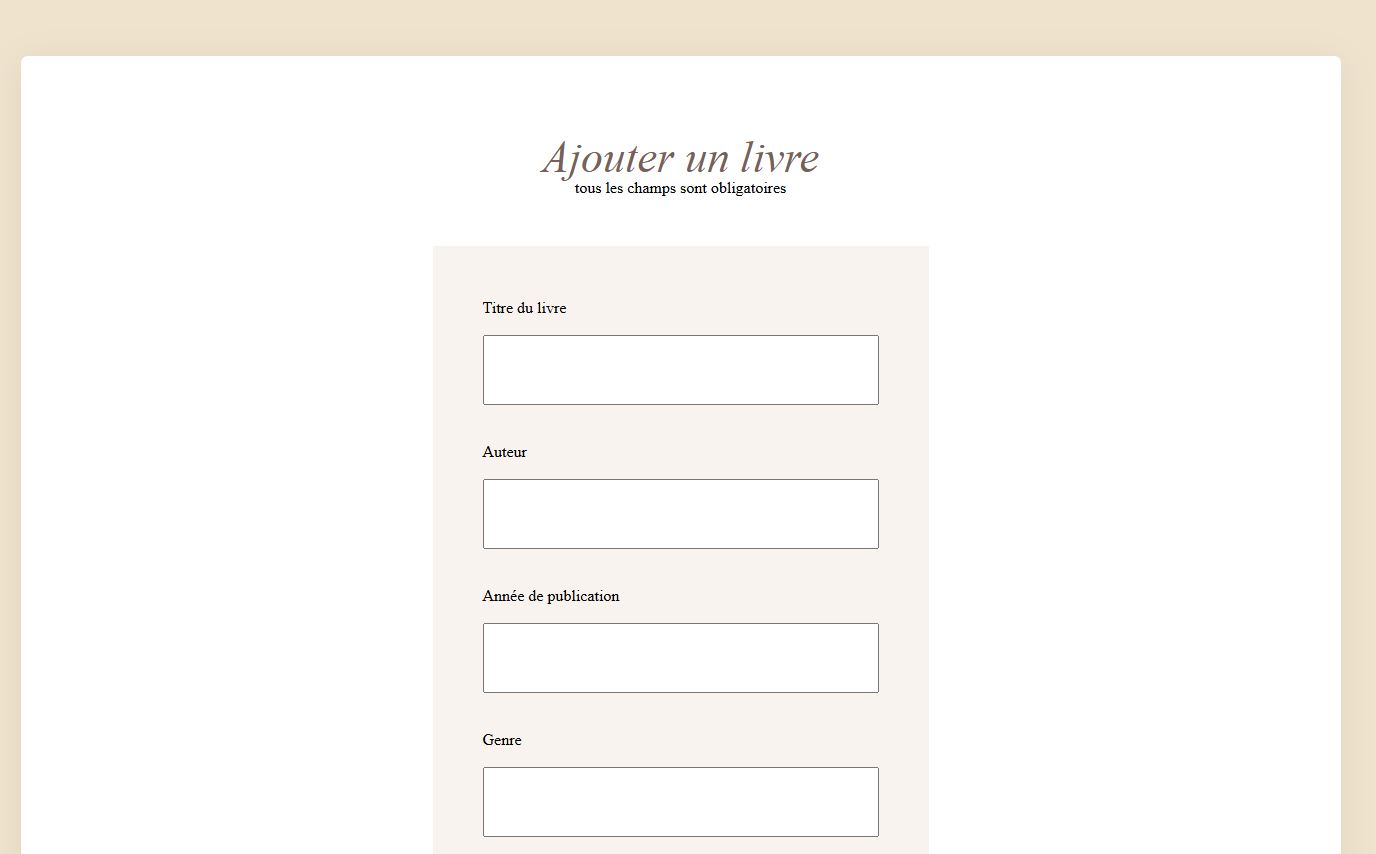 Ajouter un livre
tous les champs sont obligatoires
Titre du livre
Auteur
Année de publication
Genre